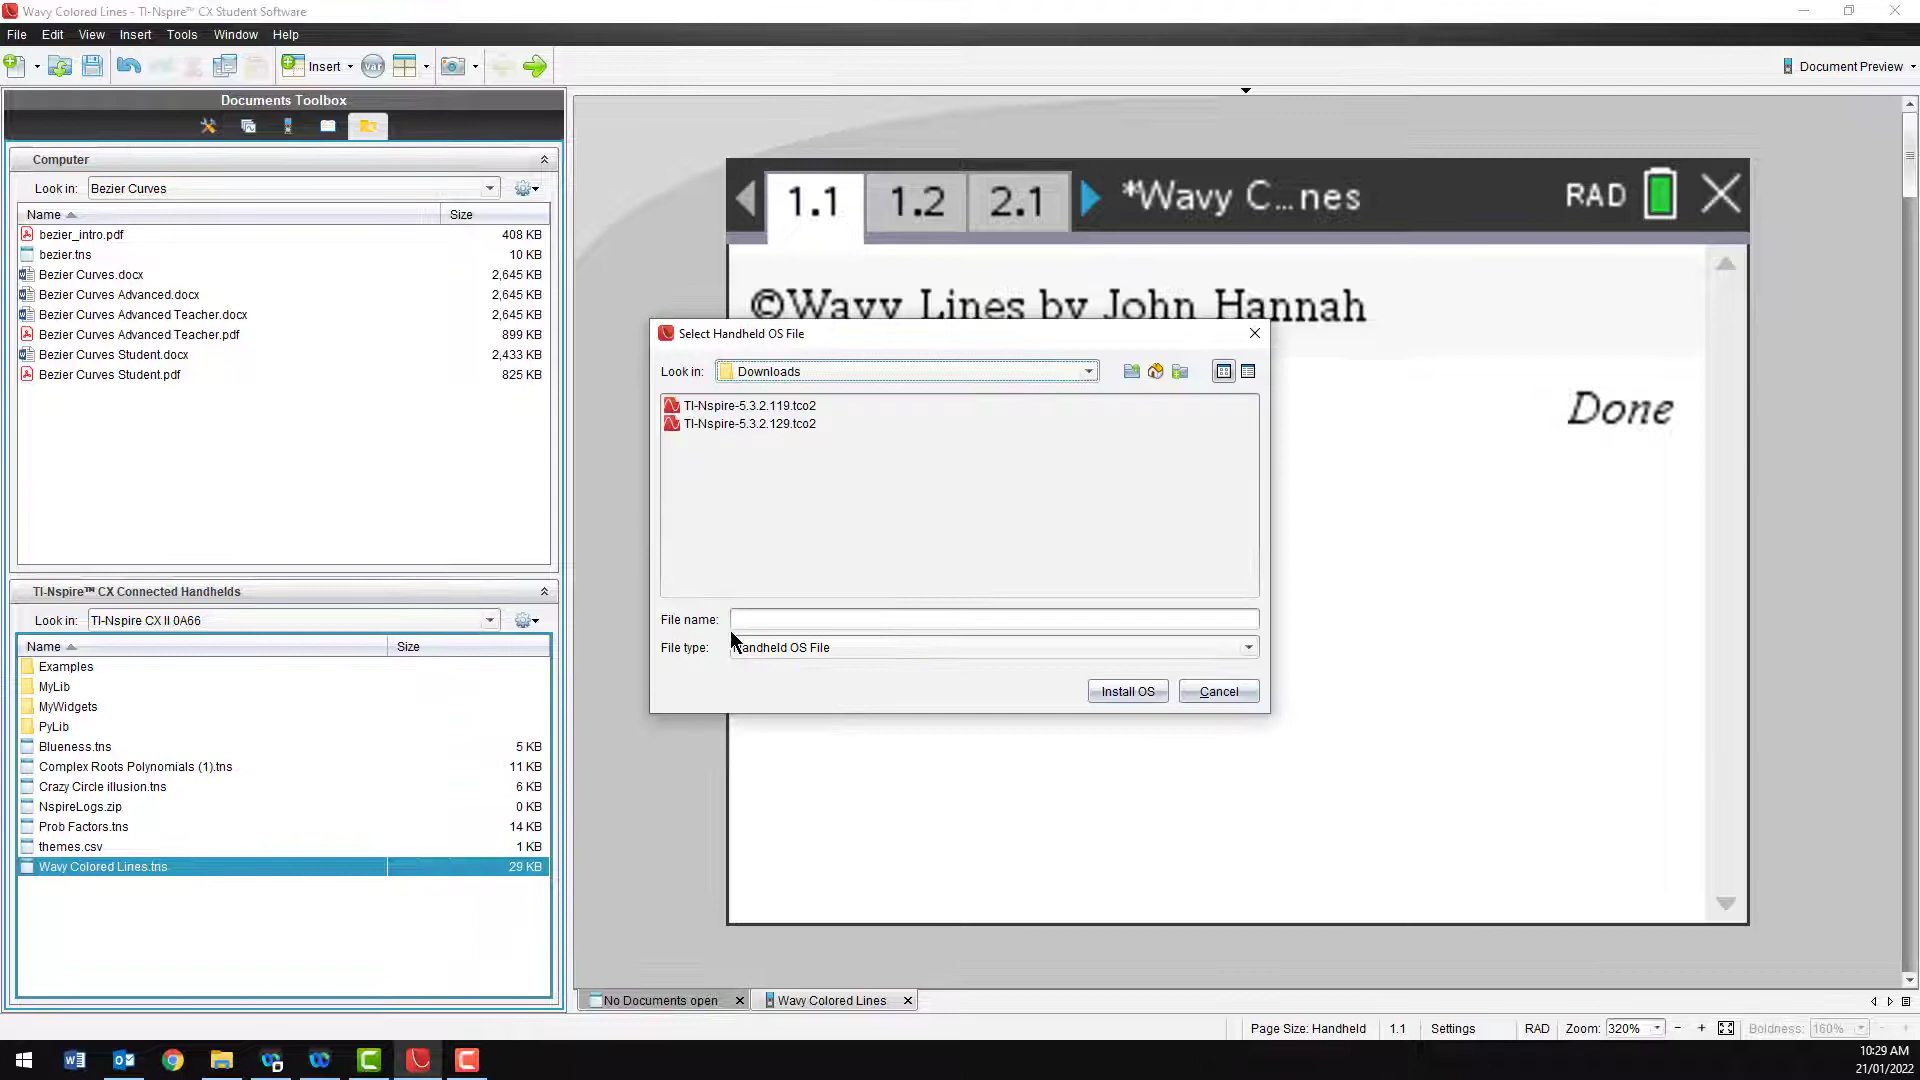 Wavy Colored Lines - TI-Nspire™ CX Student Software
File Edit View Insert Tools Window Help
Insert var Document Preview
Documents Toolbox
Computer
Look in: Bezier Curves
Name Size
bezier_intro.pdf 408 KB
bezier.tns 10 KB
Bezier Curves.docx 2,645 KB
Bezier Curves Advanced.docx 2,645 KB
Bezier Curves Advanced Teacher.docx 2,645 KB
Bezier Curves Advanced Teacher.pdf 899 KB
Bezier Curves Student.docx 2,433 KB
Bezier Curves Student.pdf 825 KB
TI-Nspire™ CX Connected Handhelds
Look in: TI-Nspire CX II 0A66
Name Size
Examples
MyLib
MyWidgets
PyLib
Blueness.tns 5 KB
Complex Roots Polynomials (1).tns 11 KB
Crazy Circle illusion.tns 6 KB
NspireLogs.zip 0 KB
Prob Factors.tns 14 KB
themes.csv 1 KB
Wavy Colored Lines.tns 29 KB
1.1 1.2 2.1 *Wavy C...nes RAD
©Wavy Lines by John Hannah
Done
Select Handheld OS File
Look in: Downloads
TI-Nspire-5.3.2.119.tco2
TI-Nspire-5.3.2.129.tco2
File name:
File type: Handheld OS File
Install OS Cancel
No Documents open Wavy Colored Lines
Page Size: Handheld 1.1 Settings RAD Zoom: 320% Boldness: 160%
10:29 AM
21/01/2022